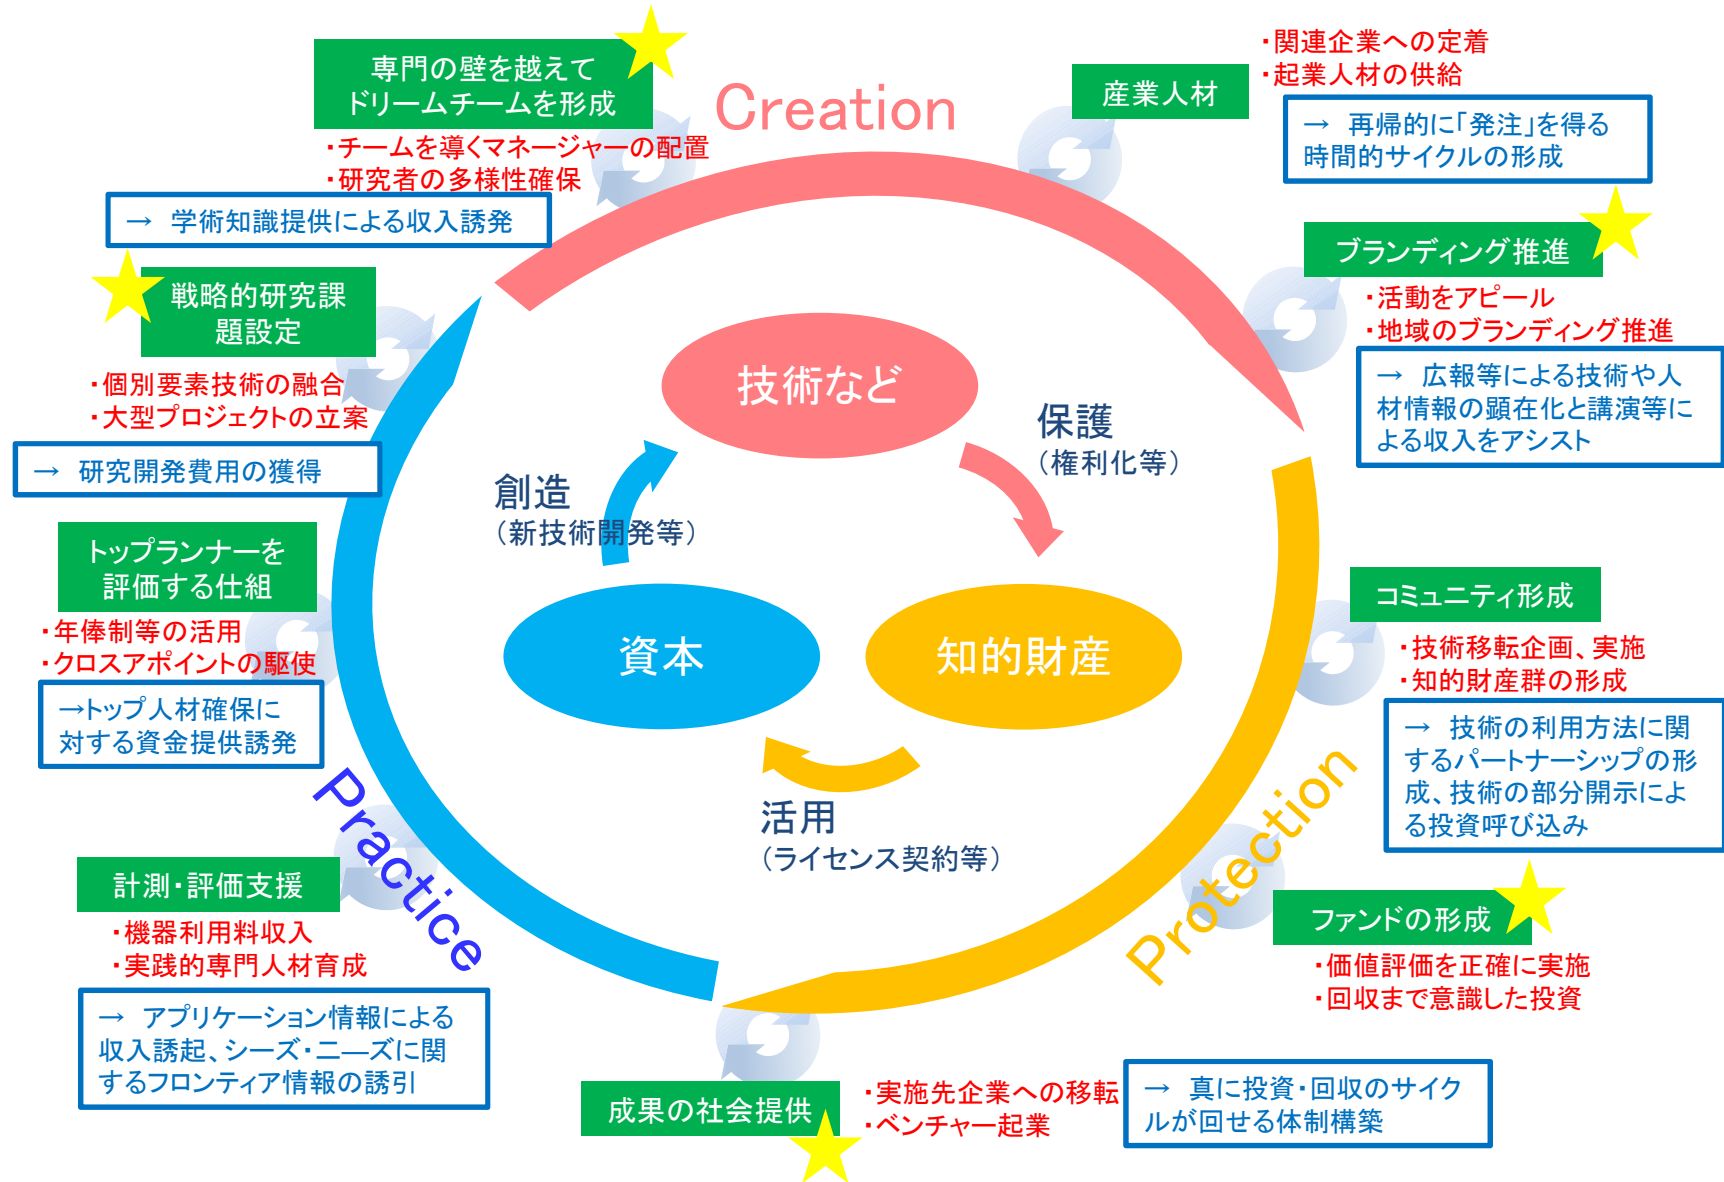 専門の壁を越えて
ドリームチームを形成
・チームを導くマネージャーの配置
・研究者の多様性確保
→ 学術知識提供による収入誘発
Creation
産業人材
・関連企業への定着
・起業人材の供給
→ 再帰的に「発注」を得る
時間的サイクルの形成
ブランディング推進
・活動をアピール
・地域のブランディング推進
→ 広報等による技術や人
材情報の顕在化と講演等に
よる収入をアシスト
戦略的研究課
題設定
・個別要素技術の融合
・大型プロジェクトの立案
→ 研究開発費用の獲得
技術など
保護
（権利化等）
創造
（新技術開発等）
資本
知的財産
活用
（ライセンス契約等）
トップランナーを
評価する仕組
・年俸制等の活用
・クロスアポイントの駆使
→トップ人材確保に
対する資金提供誘発
コミュニティ形成
・技術移転企画、実施
・知的財産群の形成
→ 技術の利用方法に関
するパートナーシップの形
成、技術の部分開示によ
る投資呼び込み
Practice
Protection
計測・評価支援
・機器利用料収入
・実践的専門人材育成
→ アプリケーション情報による
収入誘起、シーズ・ニ―ズに関
するフロンティア情報の誘引
ファンドの形成
・価値評価を正確に実施
・回収まで意識した投資
成果の社会提供
・実施先企業への移転
・ベンチャー起業
→ 真に投資・回収のサイク
ルが回せる体制構築